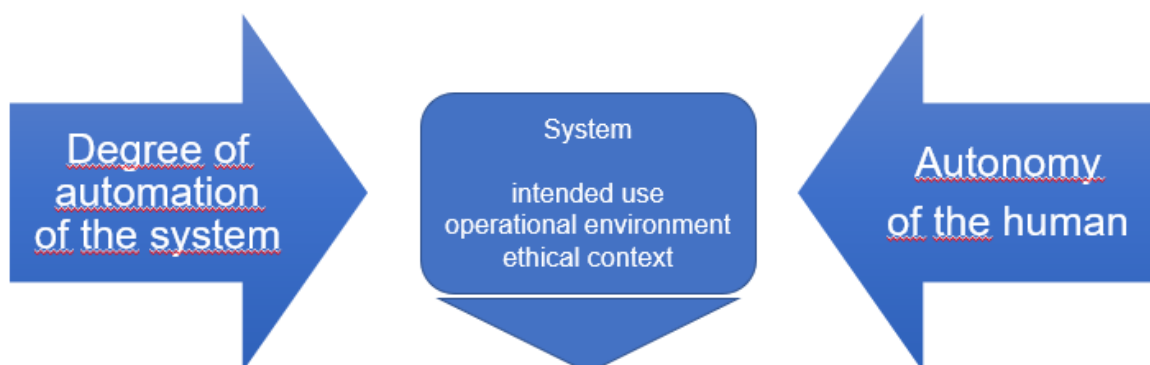 Degree of
automation
of the system
System
intended use
operational environment
ethical context
Autonomy
of the human